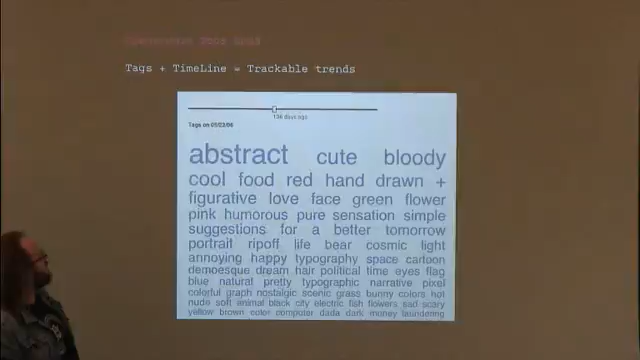 Tags + TimeLine = Trackable trends
136 days ago
Tags on 05/03/06
abstract cute bloody
cool food red hand drawn +
figurative love face green flower
pink humorous pure sensation simple
suggestions for a better tomorrow
portrait ripoff life bear cosmic light
annoying happy typography space cartoon
demoesque dream hair political time eyes flag
blue natural pretty typographic narrative pixel
colorful graph nostalgic scenic grass bunny colors hot
nude soft animal black city electric fish flowers sad scary
yellow brown color computer dada dark money laundering